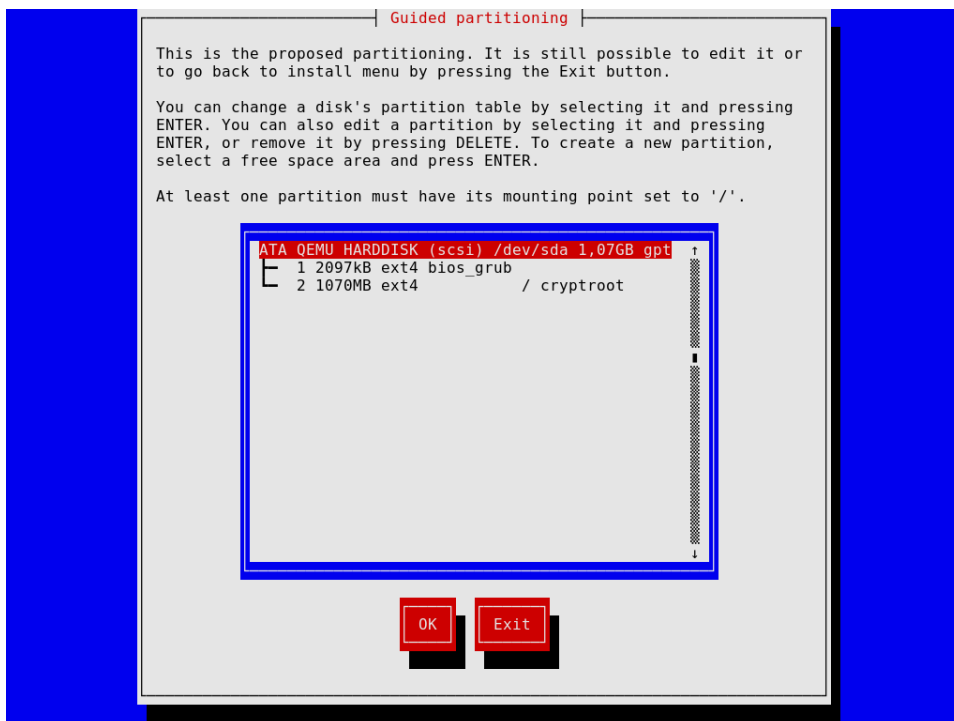 Guided partitioning
This is the proposed partitioning. It is still possible to edit it or
to go back to install menu by pressing the Exit button.
You can change a disk's partition table by selecting it and pressing
ENTER. You can also edit a partition by selecting it and pressing
ENTER, or remove it by pressing DELETE. To create a new partition,
select a free space area and press ENTER.
At least one partition must have its mounting point set to '/'.
ATA QEMU HARDDISK (scsi) /dev/sda 1,07GB gpt ↑
1 2097kB ext4 bios_grub
2 1070MB ext4 / cryptroot
↓
OK Exit